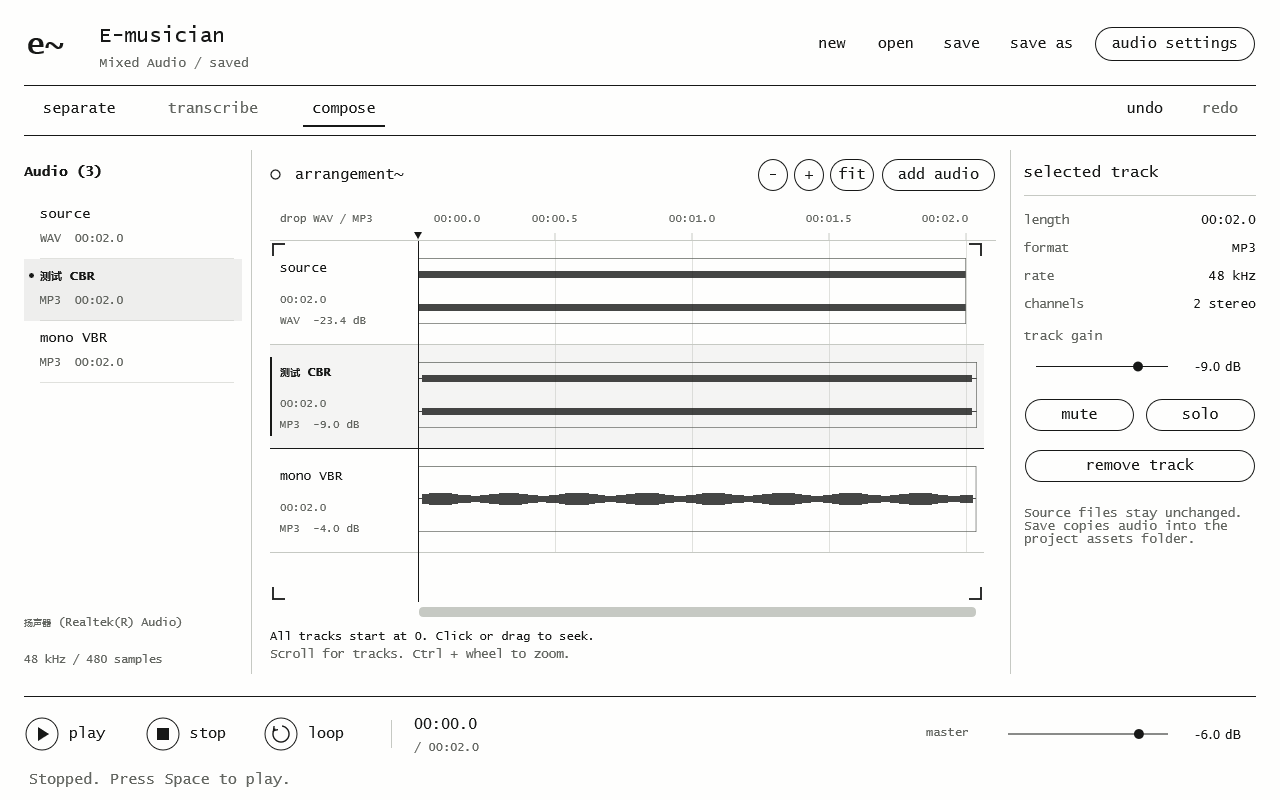 e~
E-musician
Mixed Audio / saved
new open save save as audio settings
separate transcribe compose
undo redo
Audio (3)
source
WAV 00:02.0
测试 CBR
MP3 00:02.0
mono VBR
MP3 00:02.0
扬声器 (Realtek(R) Audio)
48 kHz / 480 samples
arrangement~
- + fit add audio
drop WAV / MP3
00:00.0 00:00.5 00:01.0 00:01.5 00:02.0
source
00:02.0
WAV -23.4 dB
测试 CBR
00:02.0
MP3 -9.0 dB
mono VBR
00:02.0
MP3 -4.0 dB
All tracks start at 0. Click or drag to seek.
Scroll for tracks. Ctrl + wheel to zoom.
selected track
length 00:02.0
format MP3
rate 48 kHz
channels 2 stereo
track gain
-9.0 dB
mute solo
remove track
Source files stay unchanged.
Save copies audio into the
project assets folder.
play stop loop
00:00.0
/ 00:02.0
master -6.0 dB
Stopped. Press Space to play.